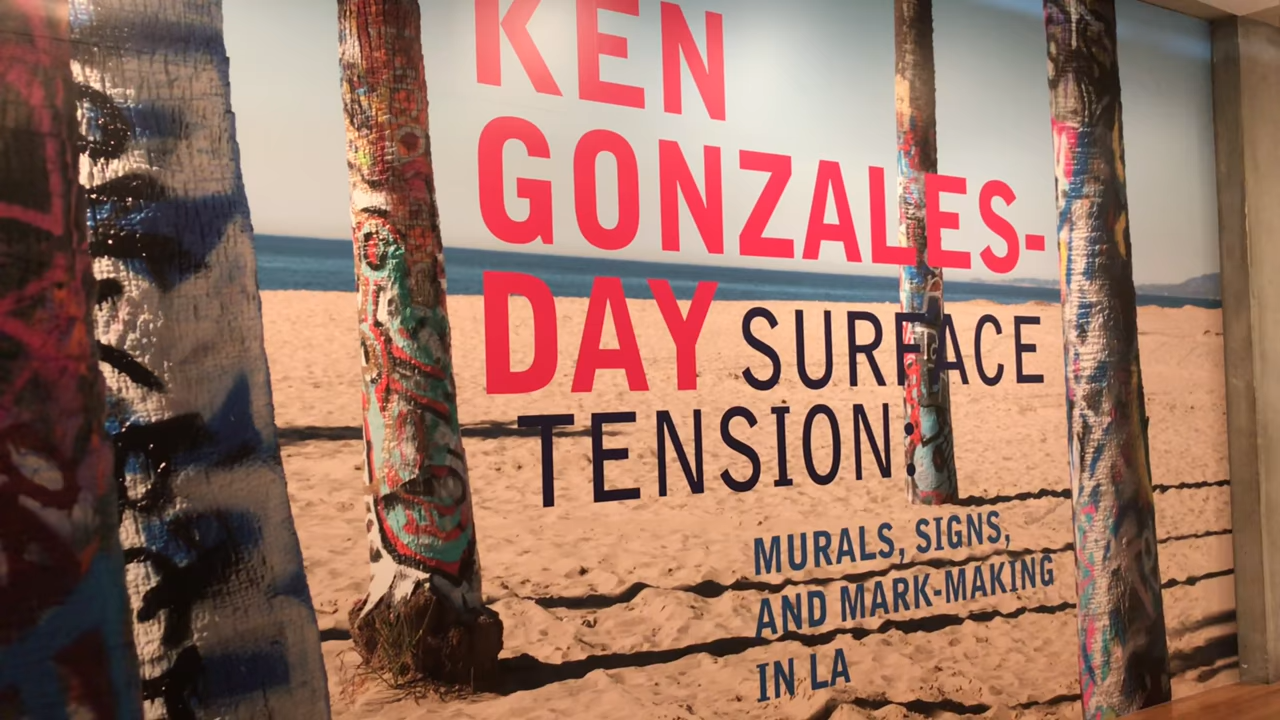 KEN
GONZALES-
DAY SURFACE
TENSION:
MURALS, SIGNS,
AND MARK-MAKING
IN LA